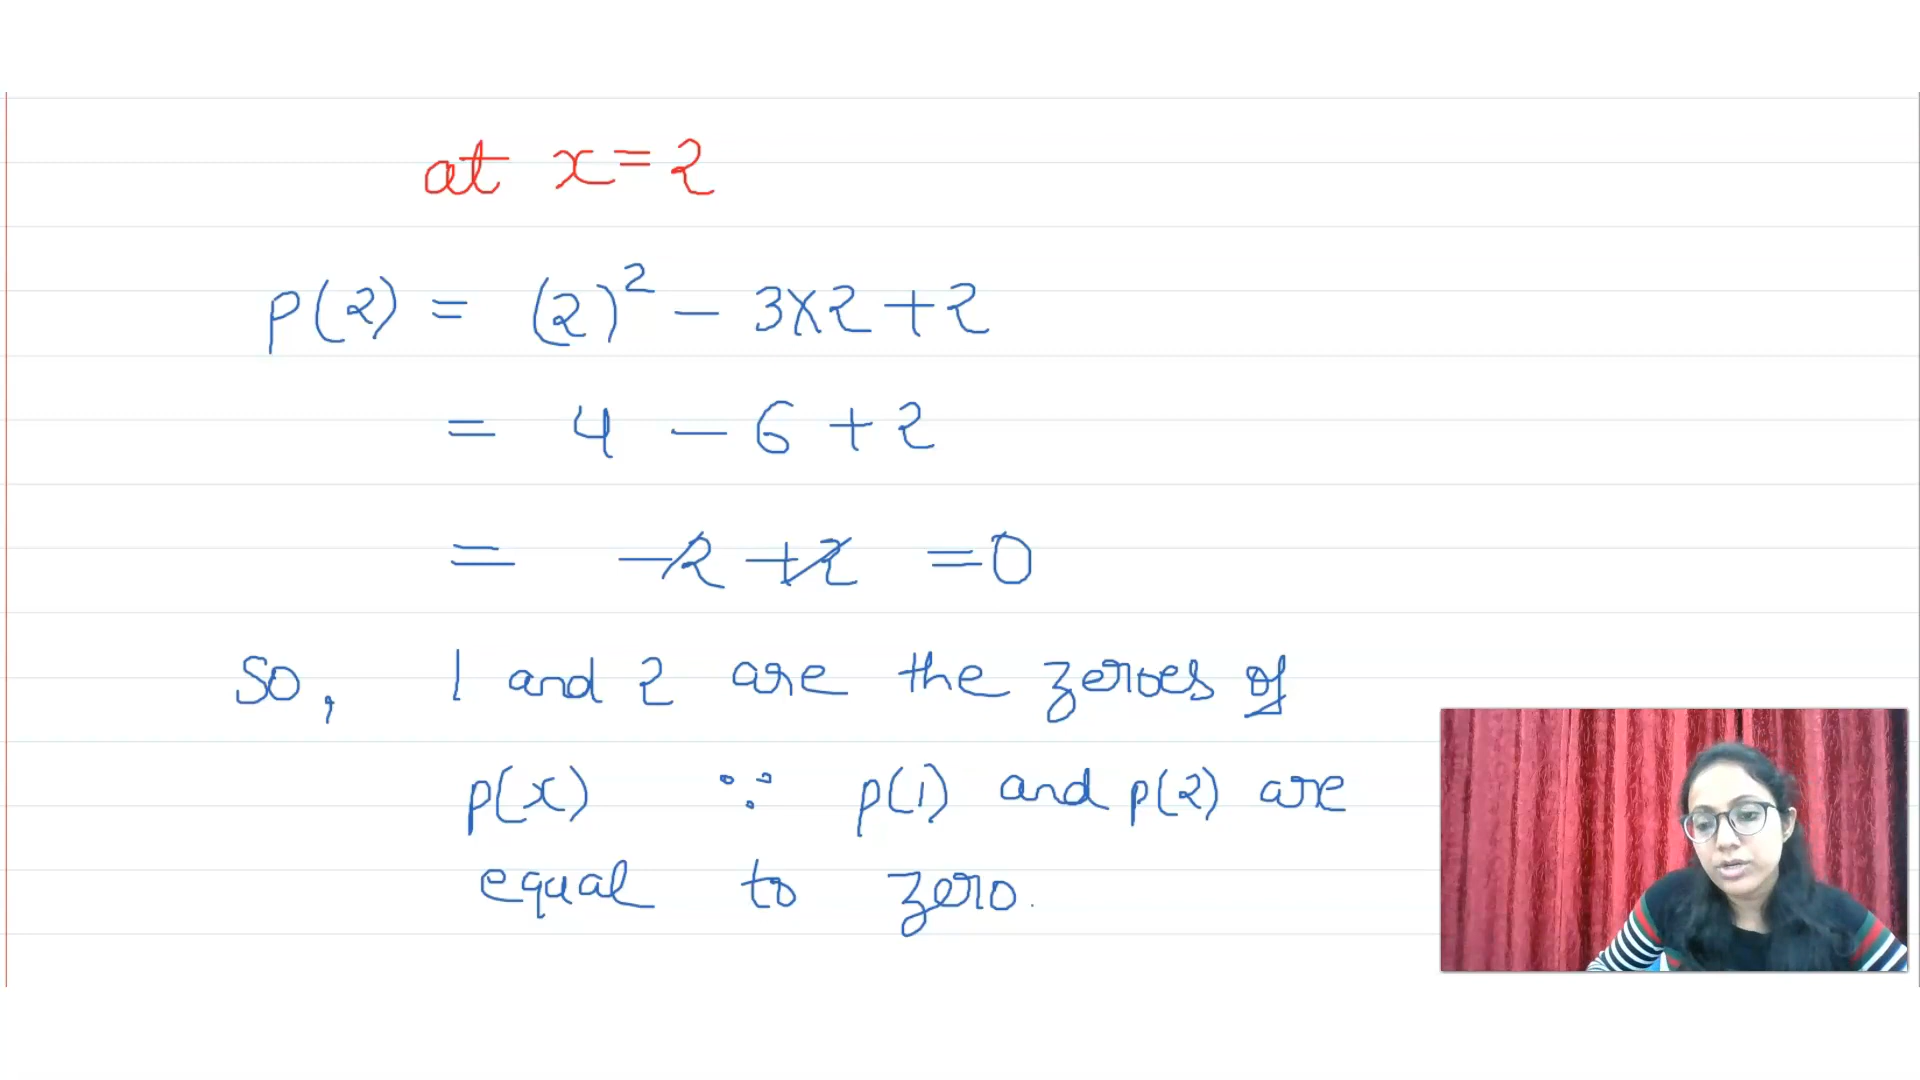 at x=2
p(2) = (2)² - 3×2+2
= 4 - 6 + 2
= -2 +2 =0
So, 1 and 2 are the zeroes of
p(x) ∵ p(1) and p(2) are
equal to zero.